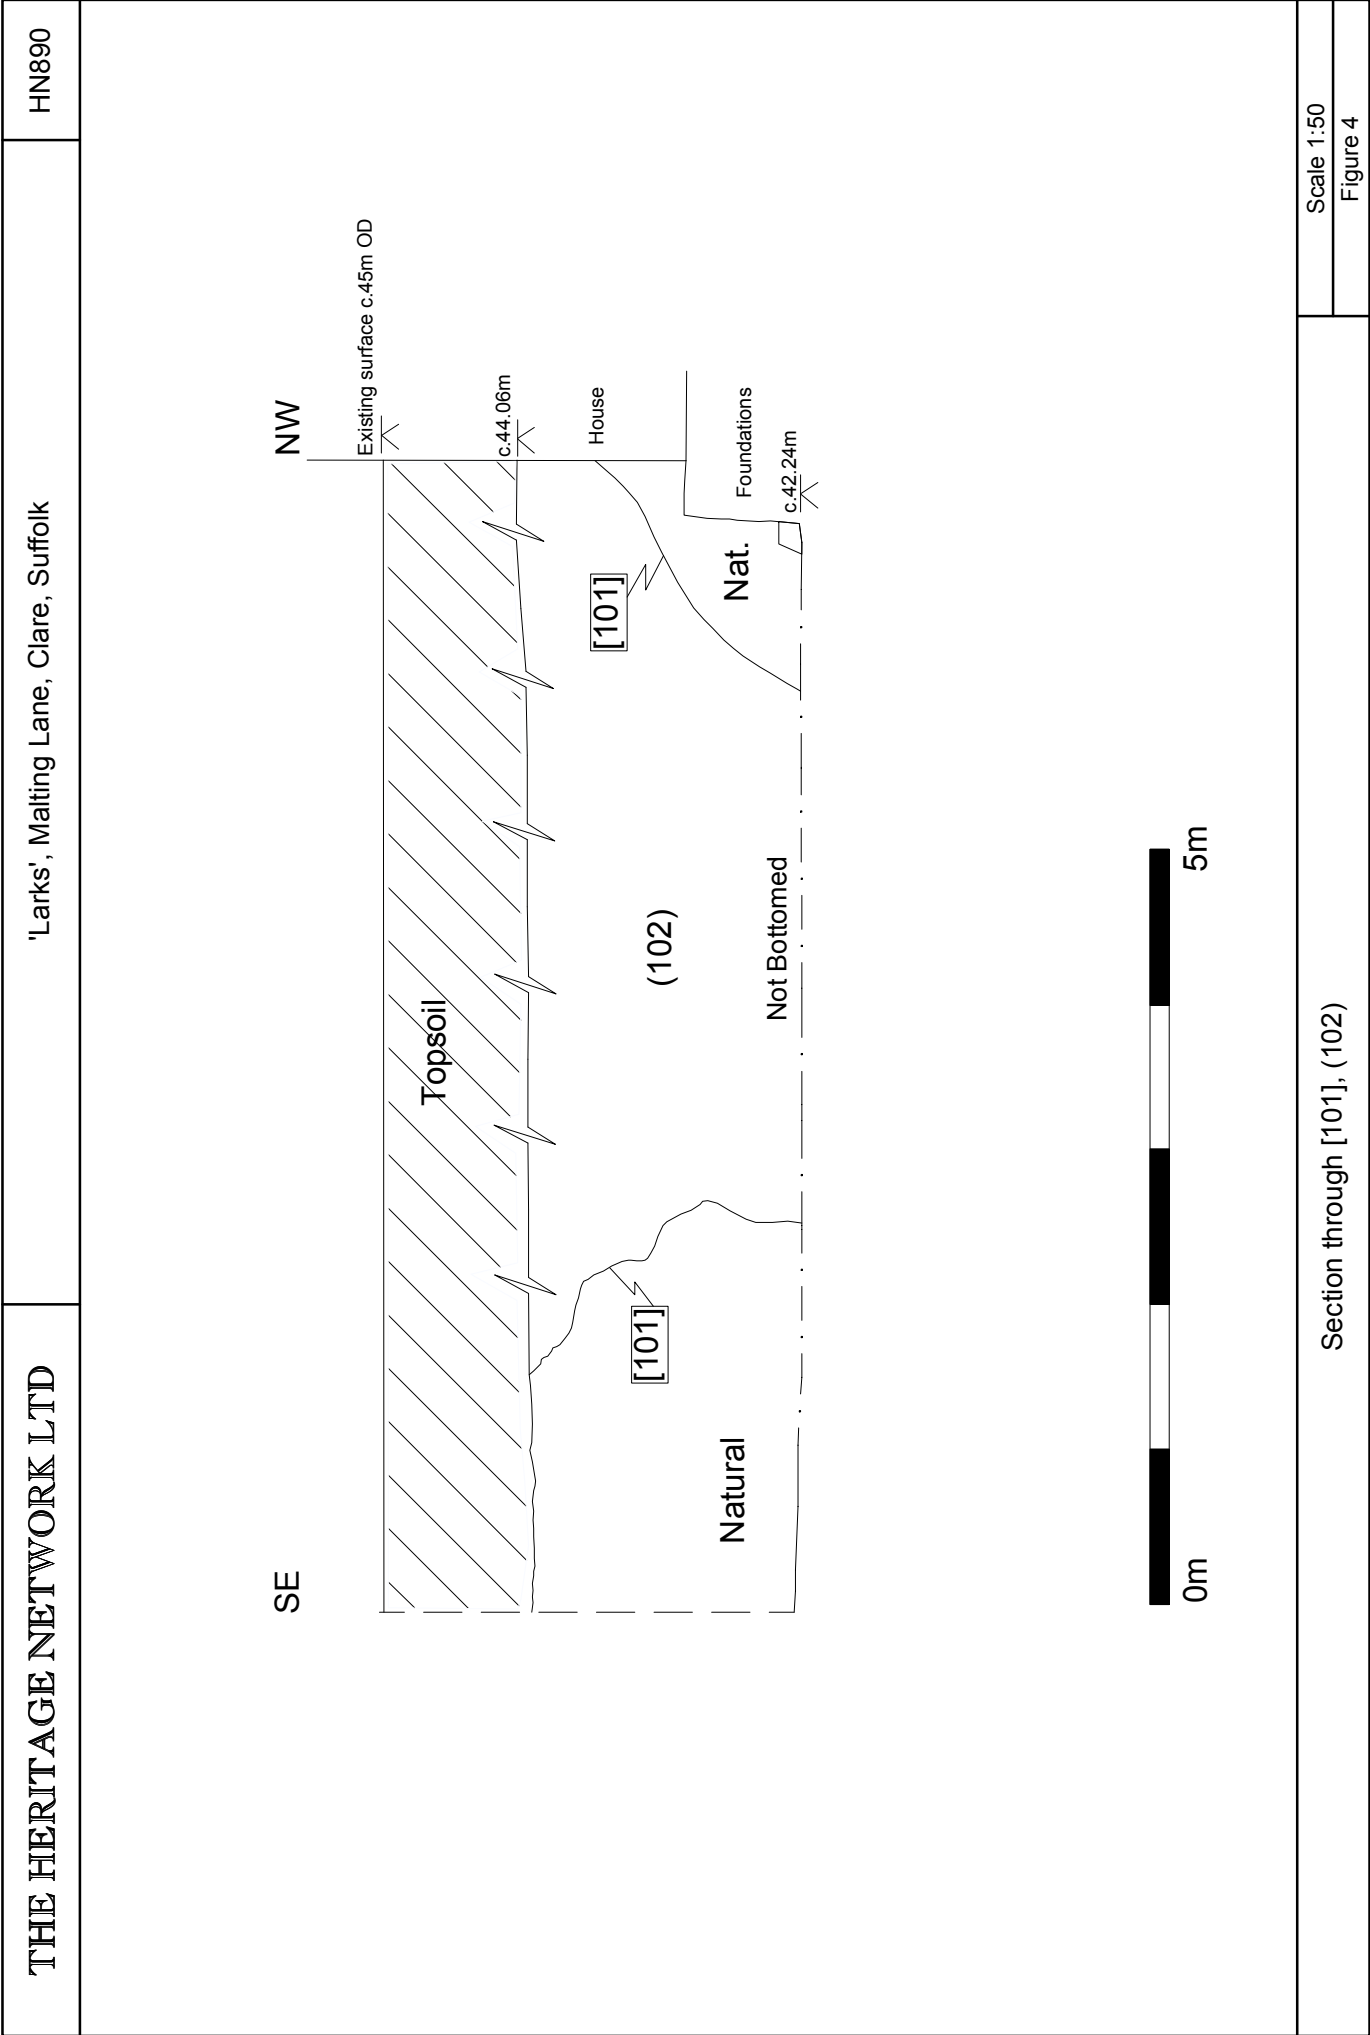 THE HERITAGE NETWORK LTD
'Larks', Malting Lane, Clare, Suffolk
HN890
SE
NW
Existing surface c.45m OD
Topsoil
c.44.06m
House
[101]
(102)
[101]
Natural
Nat.
Foundations
Not Bottomed
c.42.24m
0m
5m
Section through [101], (102)
Scale 1:50
Figure 4